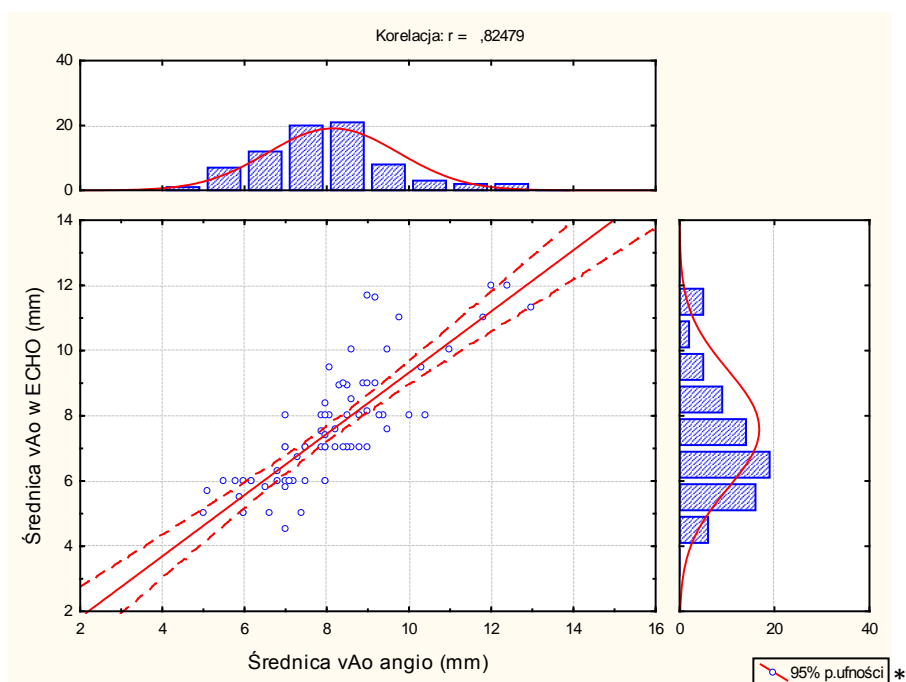 Korelacja: r = ,82479
40
20
0
14
12
10
8
6
4
2
Średnica vAo w ECHO (mm)
2 4 6 8 10 12 14 16
0 20 40
Średnica vAo angio (mm)
95% p.ufności *